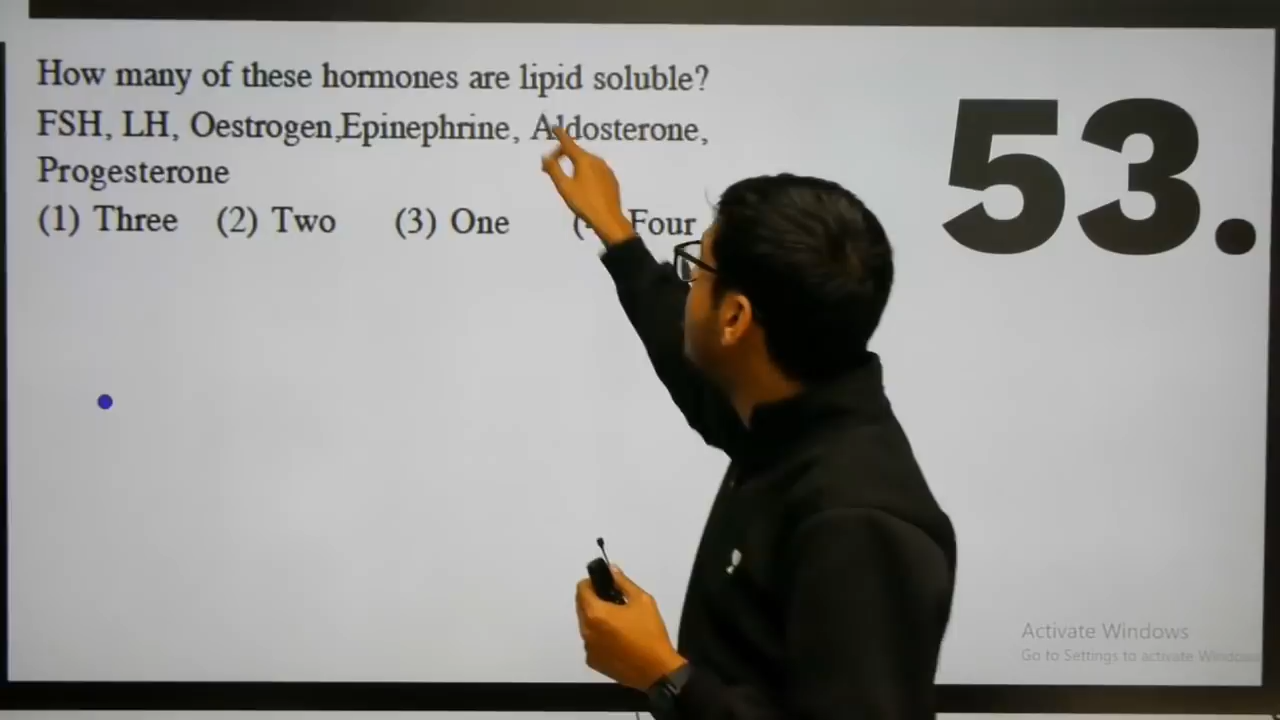 How many of these hormones are lipid soluble?
FSH, LH, Oestrogen,Epinephrine, Aldosterone,
Progesterone
(1) Three (2) Two (3) One ( Four
53.
Activate Windows
Go to Settings to activate Windows